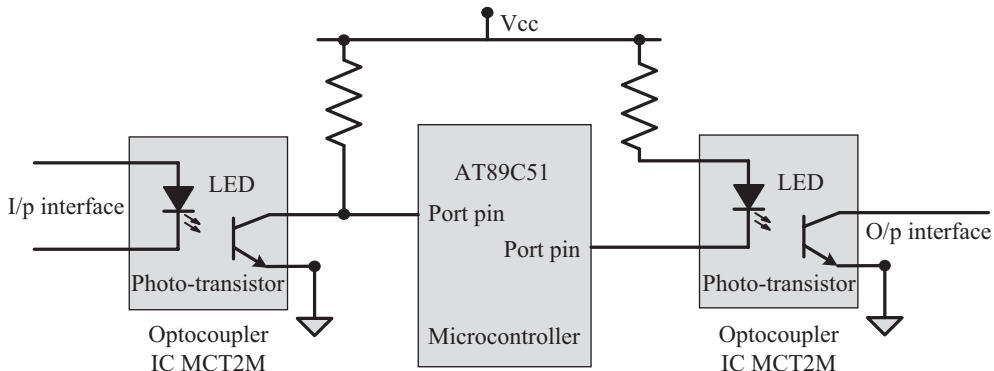 Vcc
I/p interface
LED
Photo-transistor
Optocoupler
IC MCT2M
AT89C51
Port pin
Port pin
Microcontroller
LED
Photo-transistor
O/p interface
Optocoupler
IC MCT2M